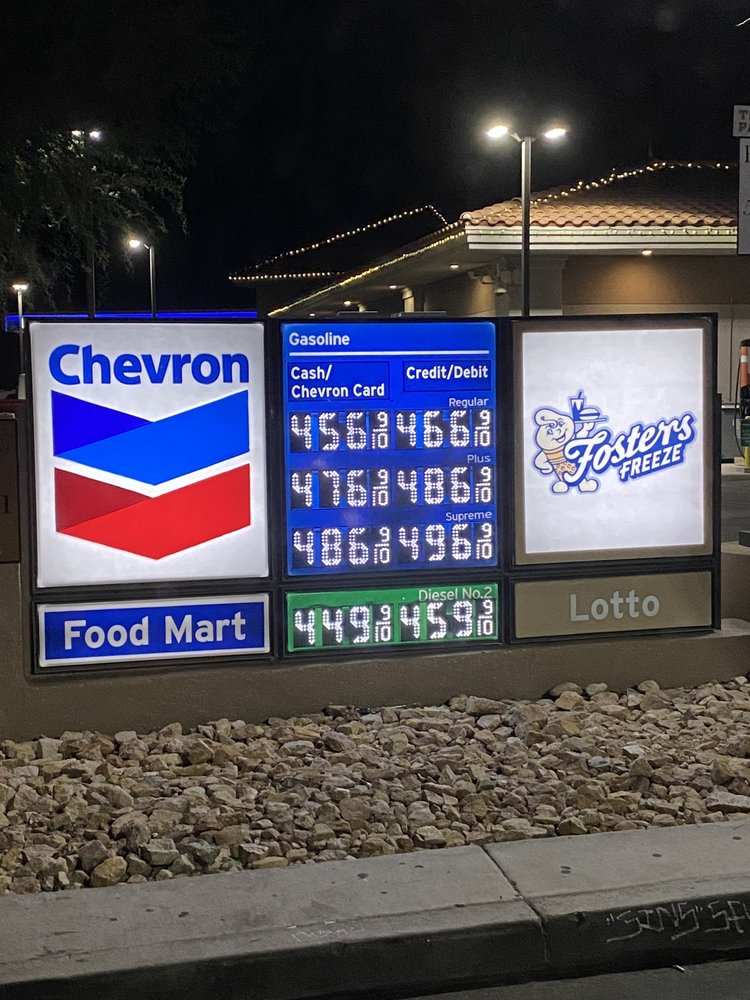 Chevron
Food Mart
Gasoline
Cash/
Chevron Card
Credit/Debit
Regular
456 9/10 466 9/10
Plus
476 9/10 486 9/10
Supreme
486 9/10 496 9/10
Diesel No.2
449 9/10 459 9/10
Fosters
FREEZE
Lotto